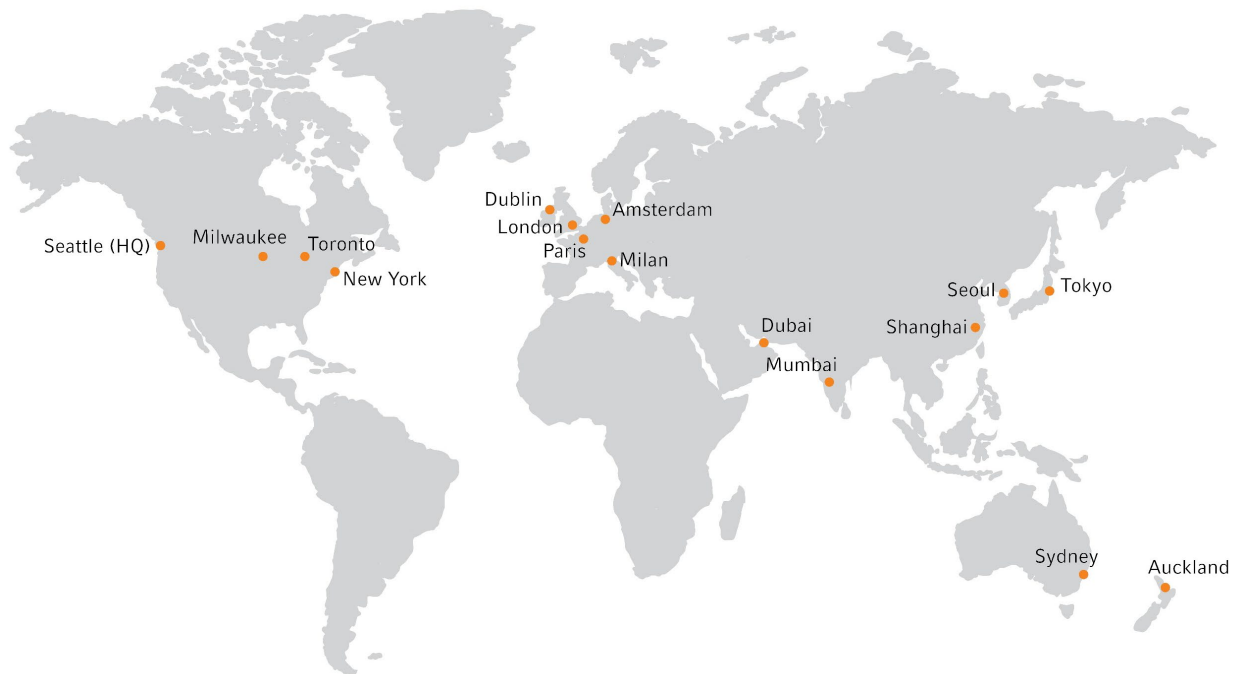 Dublin
Amsterdam
London
Milwaukee
Toronto
Seattle (HQ)
Paris
Milan
New York
Seoul
Tokyo
Dubai
Shanghai
Mumbai
Sydney
Auckland